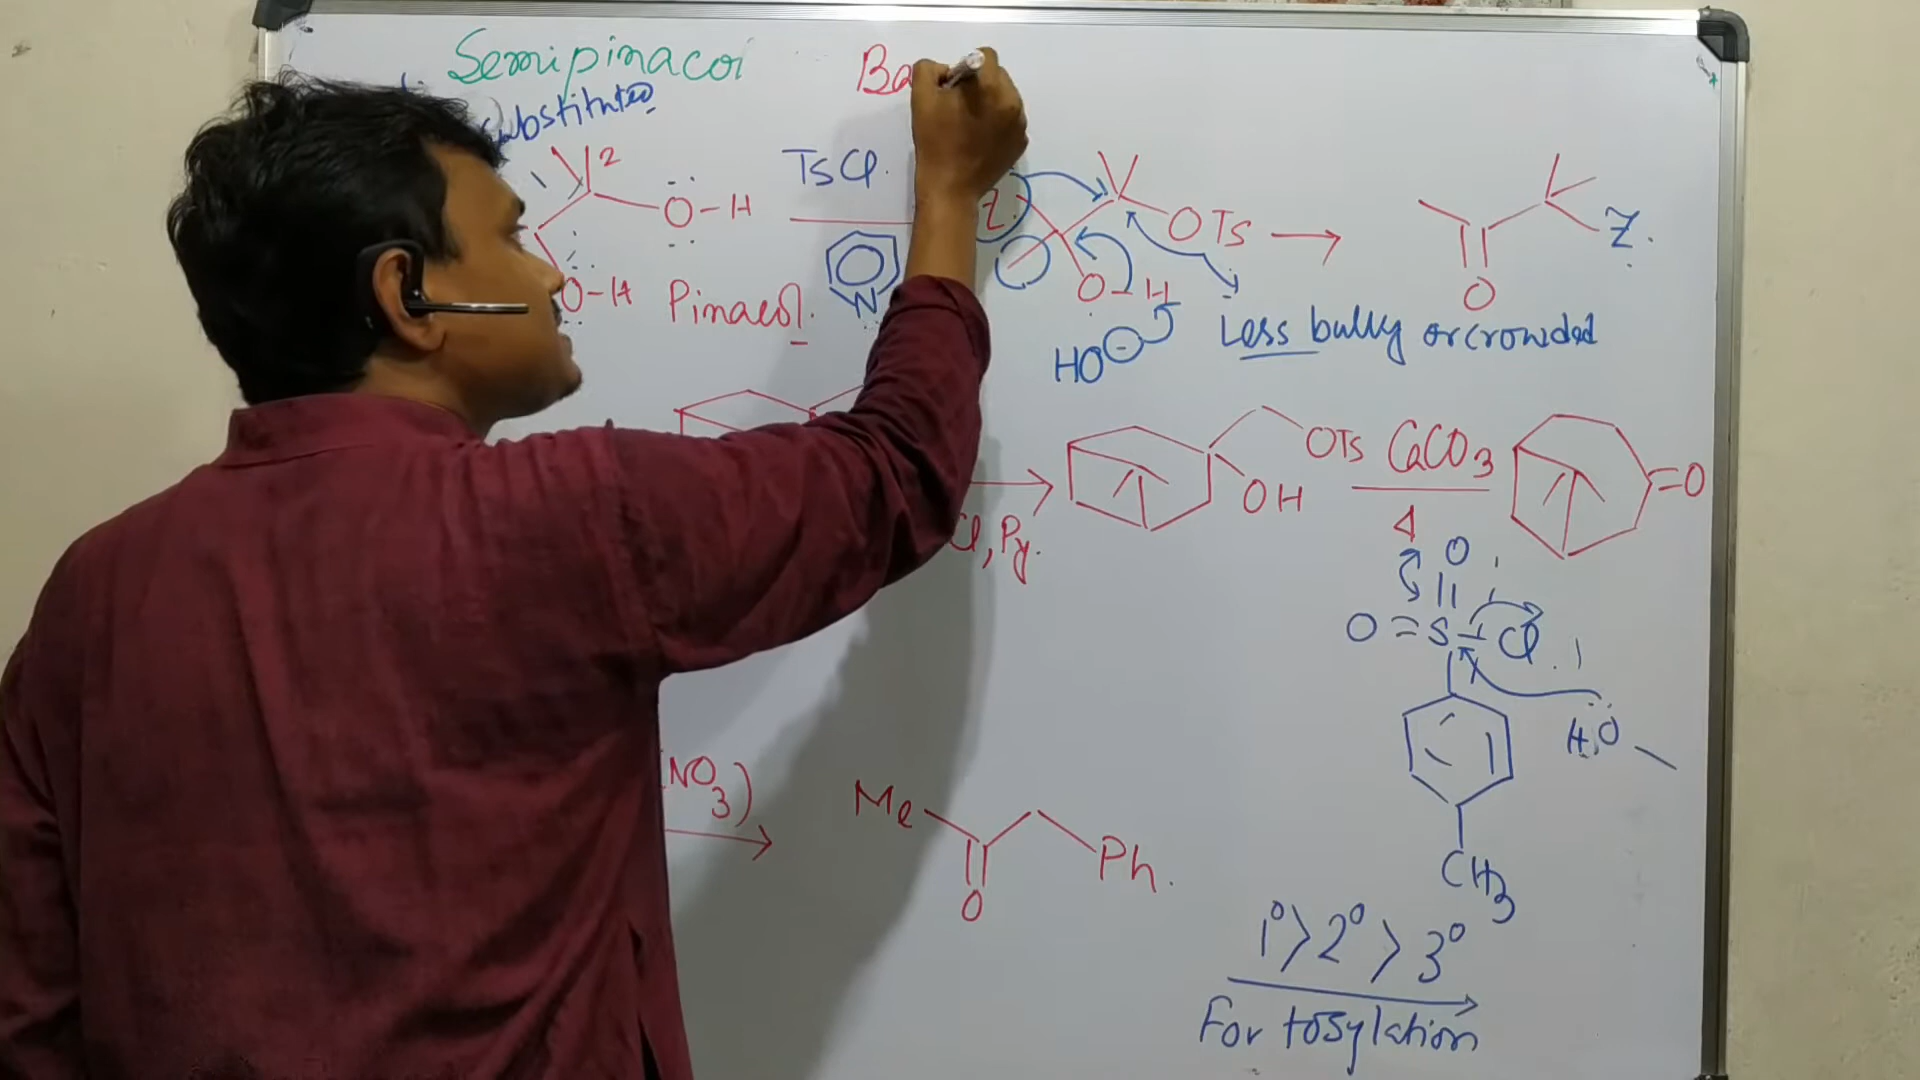 Semipinacol Ba
substituted
2
O-H TsCl. Z. OTs → Z.
O-H Pinacol. N O-H O
HO⊖ Less bulky or crowded
OTs CaCO3 =O
OH
Cl, Py. Δ
O
O=S-Cl.
H, O
(NO3)
Me Ph.
O
CH3
1° > 2° > 3°
For tosylation